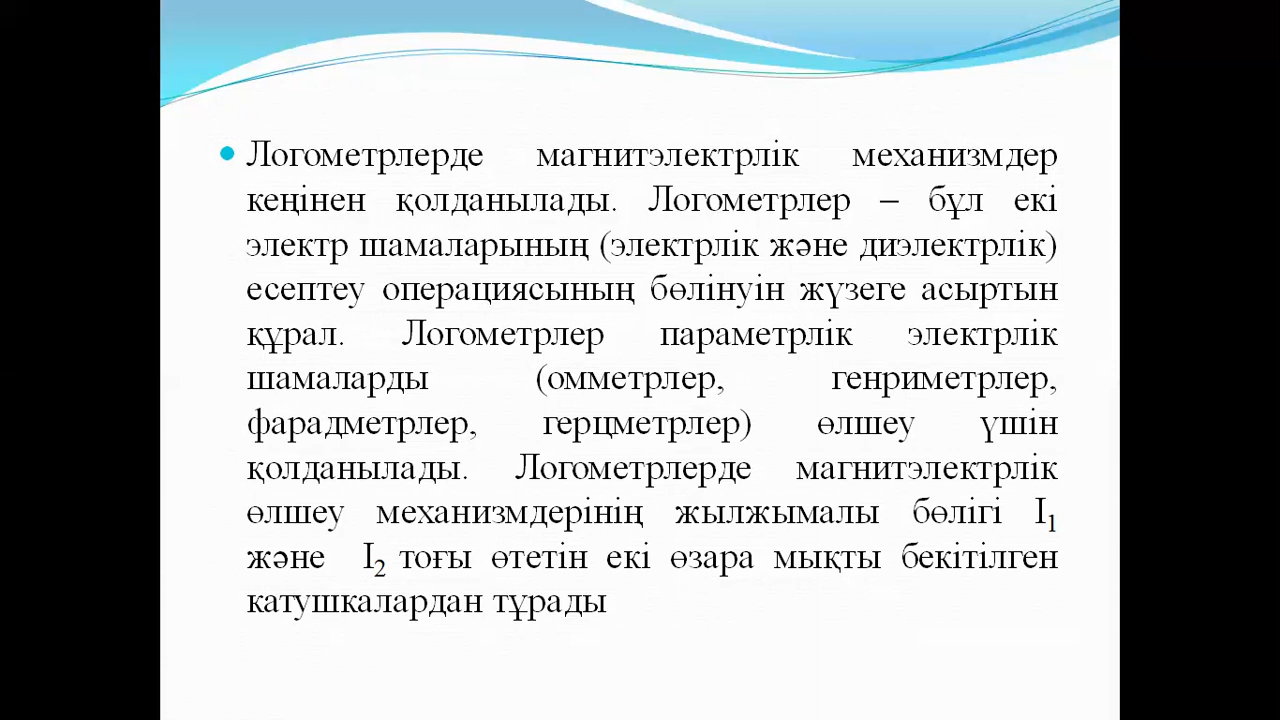 • Логометрлерде магнитэлектрлік механизмдер
кеңінен қолданылады. Логометрлер – бұл екі
электр шамаларының (электрлік және диэлектрлік)
есептеу операциясының бөлінуін жүзеге асыртын
құрал. Логометрлер параметрлік электрлік
шамаларды (омметрлер, генриметрлер,
фарадметрлер, герцметрлер) өлшеу үшін
қолданылады. Логометрлерде магнитэлектрлік
өлшеу механизмдерінің жылжымалы бөлігі I₁
және I₂ тоғы өтетін екі өзара мықты бекітілген
катушкалардан тұрады